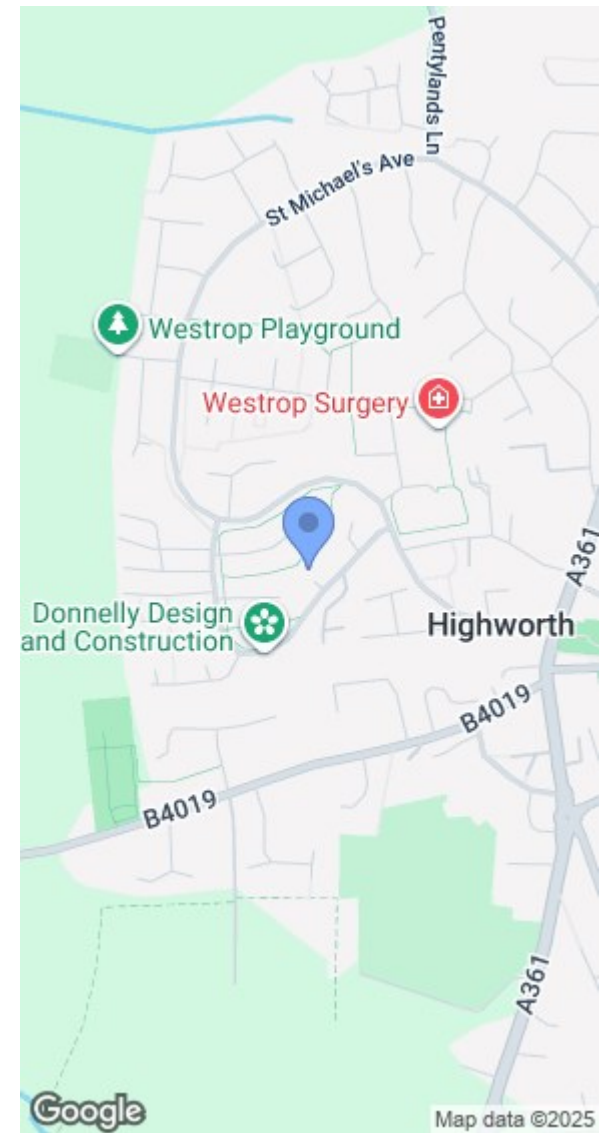 Pentylands Ln
St Michael's Ave
Westrop Playground
Westrop Surgery
A361
Donnelly Design
and Construction
Highworth
B4019
B4019
A361
Google
Map data ©2025